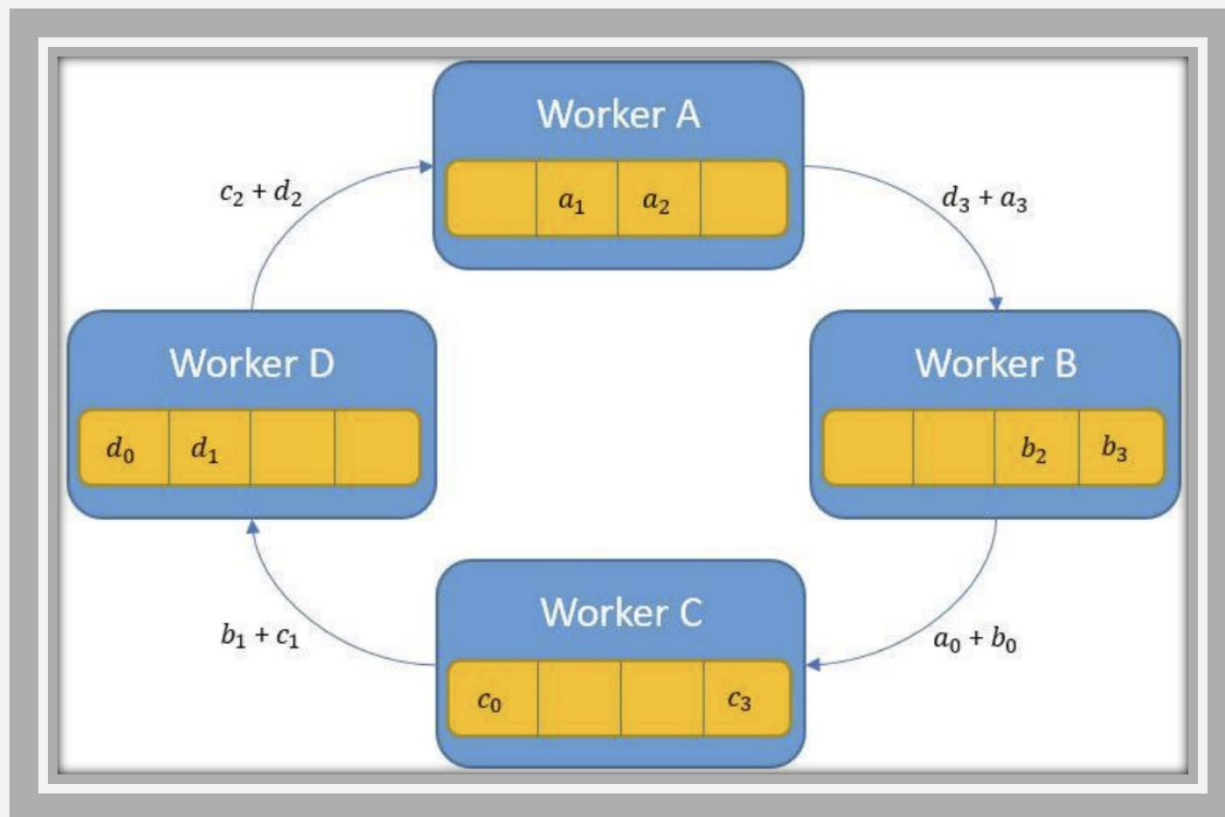 Worker A
a₁ a₂
c₂ + d₂
d₃ + a₃
Worker D
d₀ d₁
Worker B
b₂ b₃
b₁ + c₁
a₀ + b₀
Worker C
c₀ c₃